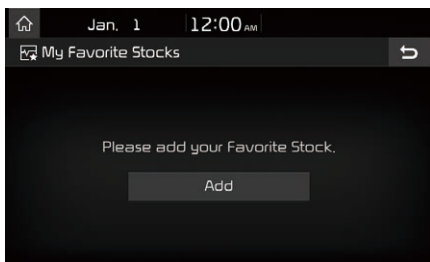 Jan. 1 12:00 AM
My Favorite Stocks
Please add your Favorite Stock.
Add